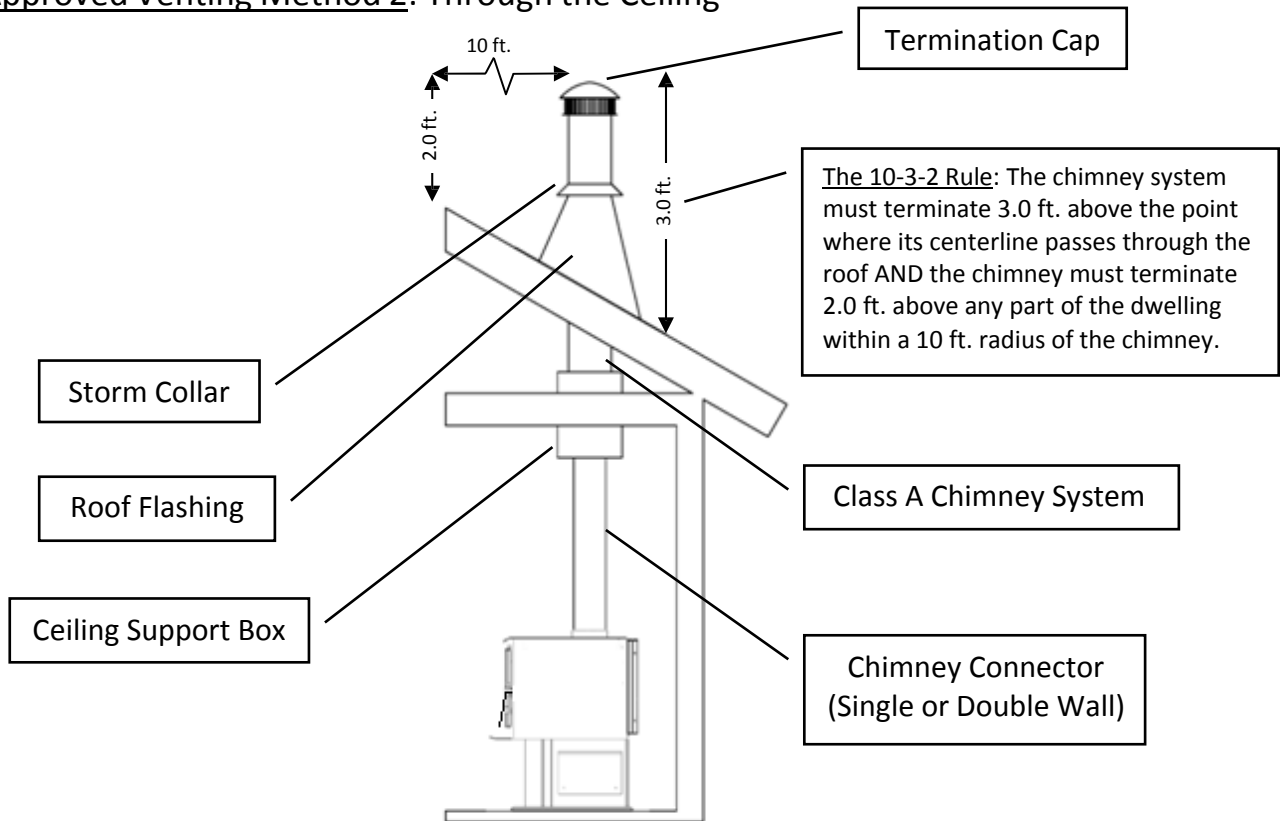 Approved Venting Method 2: Through the Ceiling
10 ft.
Termination Cap
2.0 ft.
3.0 ft.
The 10-3-2 Rule: The chimney system
must terminate 3.0 ft. above the point
where its centerline passes through the
roof AND the chimney must terminate
2.0 ft. above any part of the dwelling
within a 10 ft. radius of the chimney.
Storm Collar
Roof Flashing
Class A Chimney System
Ceiling Support Box
Chimney Connector
(Single or Double Wall)